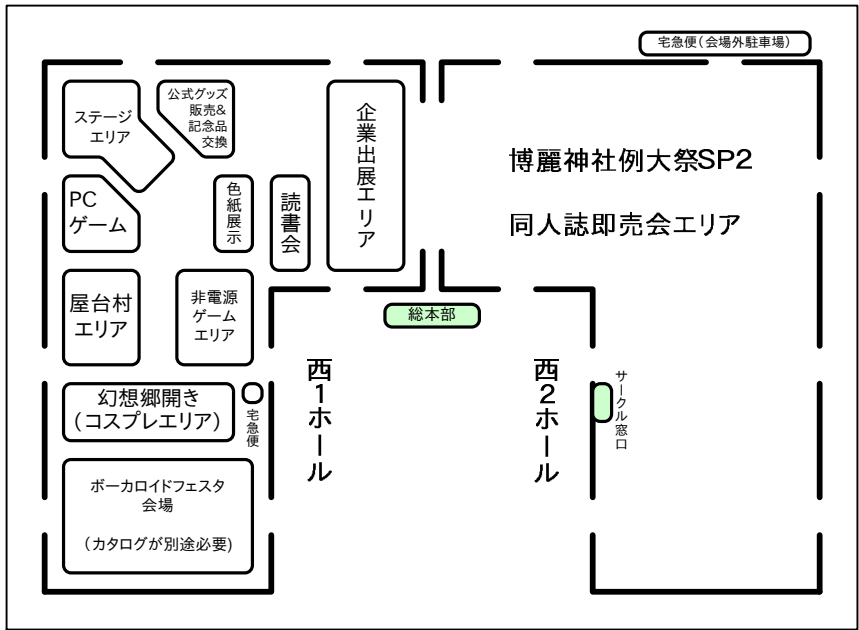 宅急便(会場外駐車場)
ステージ
エリア
公式グッズ
販売&
記念品
交換
企業出展エリア
博麗神社例大祭SP2
同人誌即売会エリア
PC
ゲーム
色紙展示
読書会
屋台村
エリア
非電源
ゲーム
エリア
総本部
西1ホール
西2ホール
サークル窓口
幻想郷開き
(コスプレエリア)
宅急便
ボーカロイドフェスタ
会場
(カタログが別途必要)